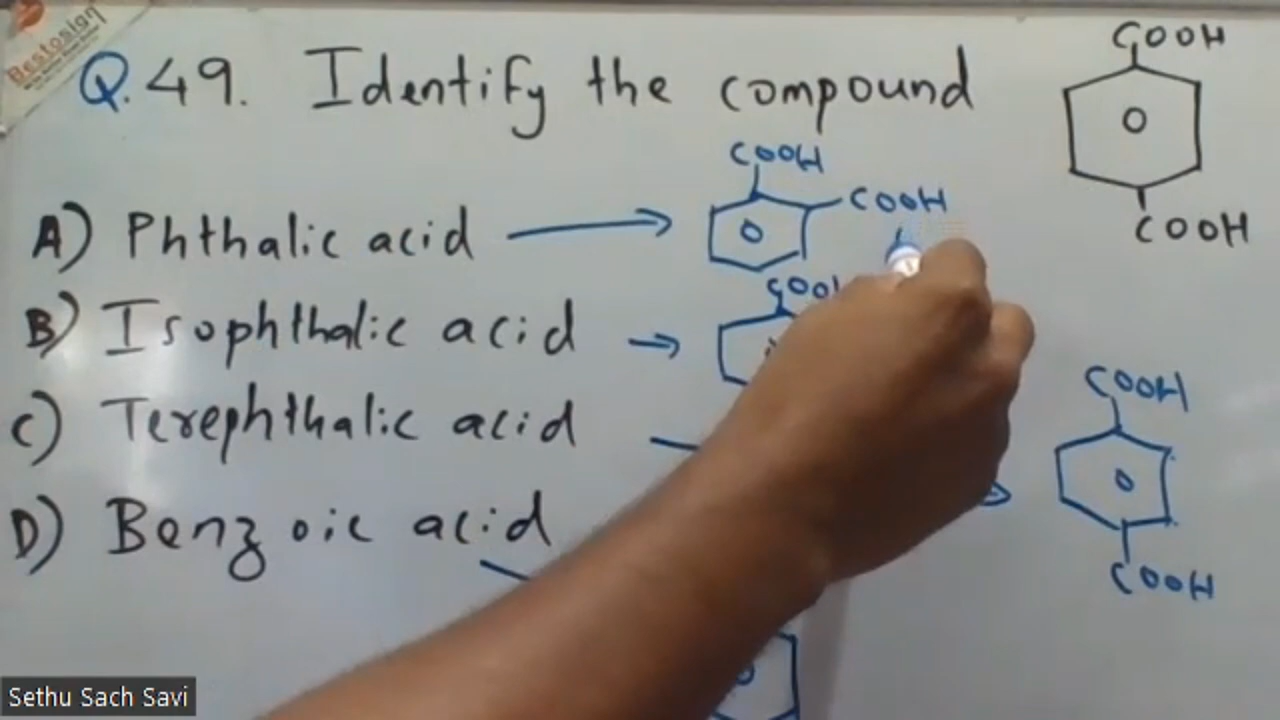 Bestosign
Q.49. Identify the compound
COOH
COOH
A) Phthalic acid
COOH
COOH
B) Isophthalic acid
C) Terephthalic acid
COOH
COOH
D) Benzoic acid
Sethu Sach Savi